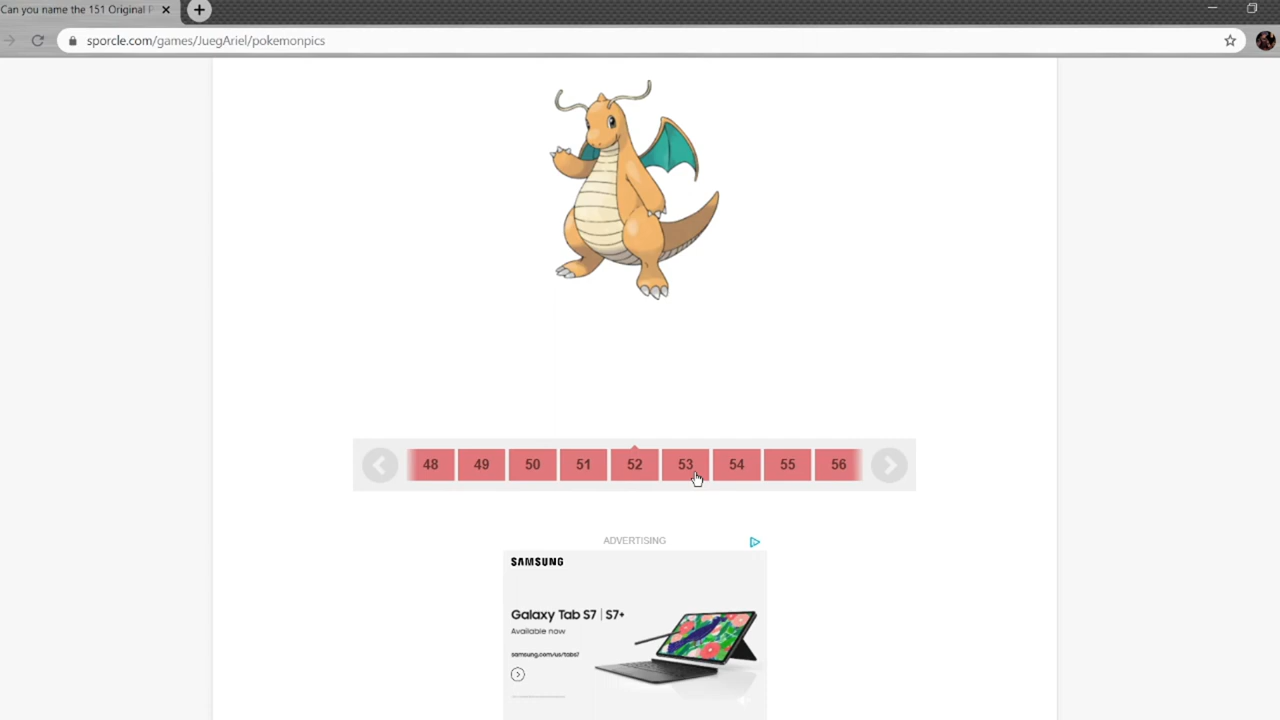 Can you name the 151 Original P
sporcle.com/games/JuegAriel/pokemonpics
48 49 50 51 52 53 54 55 56
ADVERTISING
SAMSUNG
Galaxy Tab S7 | S7+
Available now
samsung.com/us/tabs7